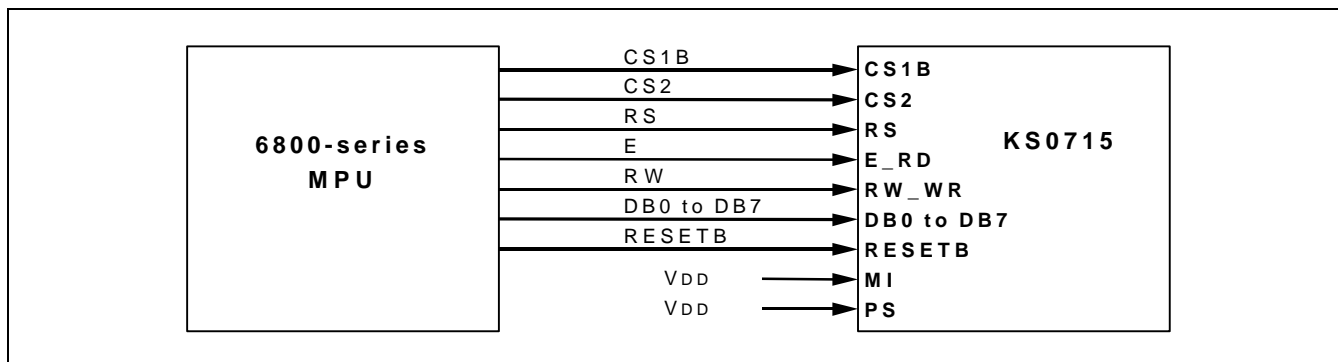 6800-series
MPU
CS1B
CS2
RS
E
RW
DB0 to DB7
RESETB
VDD
VDD
CS1B
CS2
RS
E_RD
RW_WR
DB0 to DB7
RESETB
MI
PS
KS0715